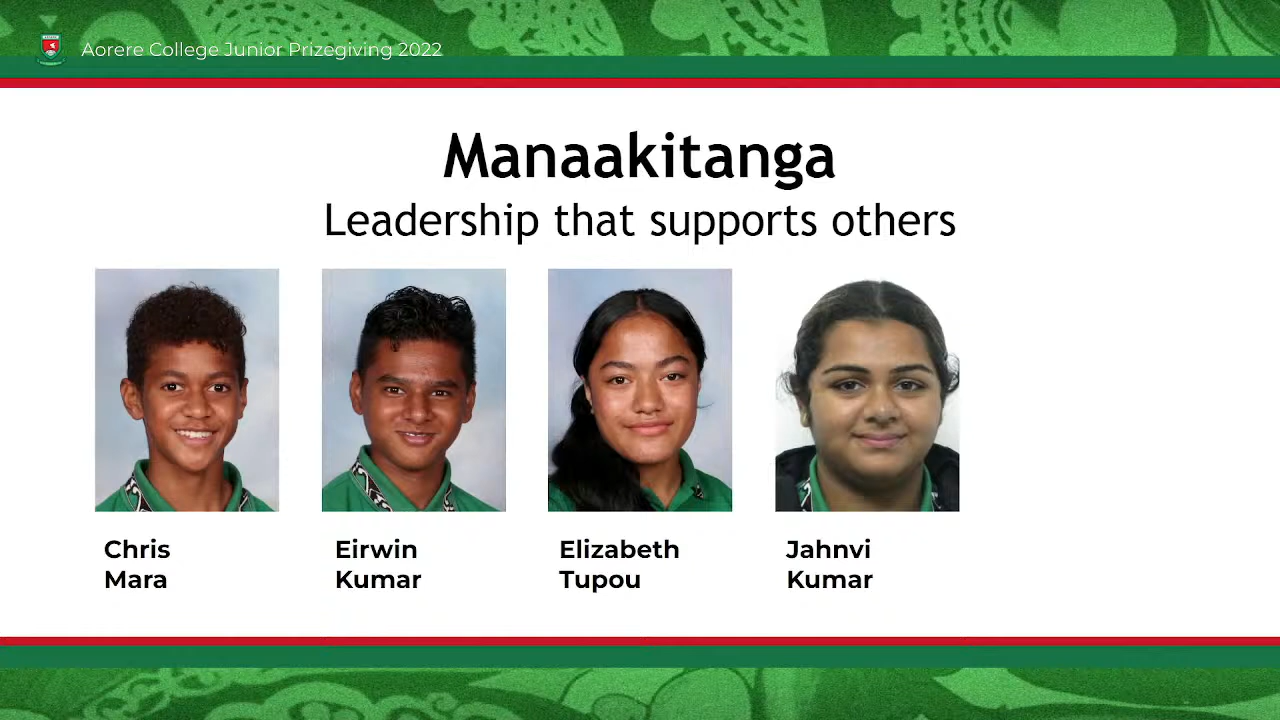 Aorere College Junior Prizegiving 2022
Manaakitanga
Leadership that supports others
Chris
Mara
Eirwin
Kumar
Elizabeth
Tupou
Jahnvi
Kumar